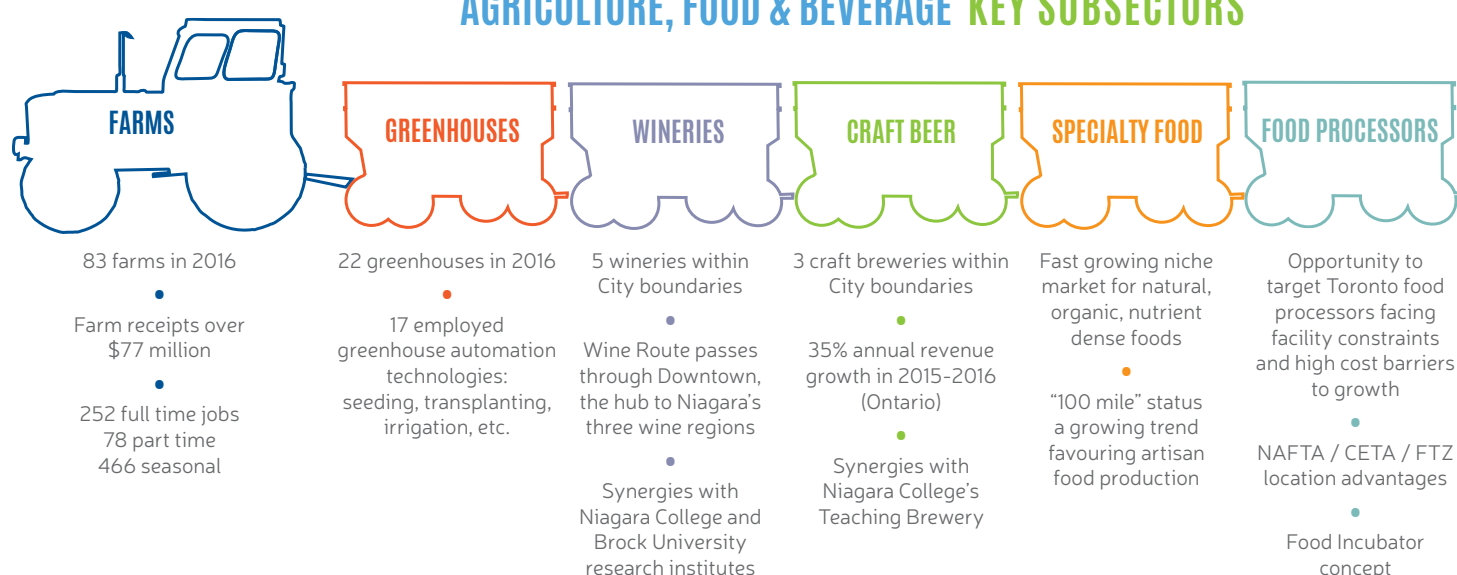 AGRICULTURE, FOOD & BEVERAGE KEY SUBSECTORS
FARMS
83 farms in 2016
•
Farm receipts over
$77 million
•
252 full time jobs
78 part time
466 seasonal
GREENHOUSES
22 greenhouses in 2016
•
17 employed
greenhouse automation
technologies:
seeding, transplanting,
irrigation, etc.
WINERIES
5 wineries within
City boundaries
•
Wine Route passes
through Downtown,
the hub to Niagara's
three wine regions
•
Synergies with
Niagara College and
Brock University
research institutes
CRAFT BEER
3 craft breweries within
City boundaries
•
35% annual revenue
growth in 2015-2016
(Ontario)
•
Synergies with
Niagara College's
Teaching Brewery
SPECIALTY FOOD
Fast growing niche
market for natural,
organic, nutrient
dense foods
•
“100 mile” status
a growing trend
favouring artisan
food production
FOOD PROCESSORS
Opportunity to
target Toronto food
processors facing
facility constraints
and high cost barriers
to growth
•
NAFTA / CETA / FTZ
location advantages
•
Food Incubator
concept